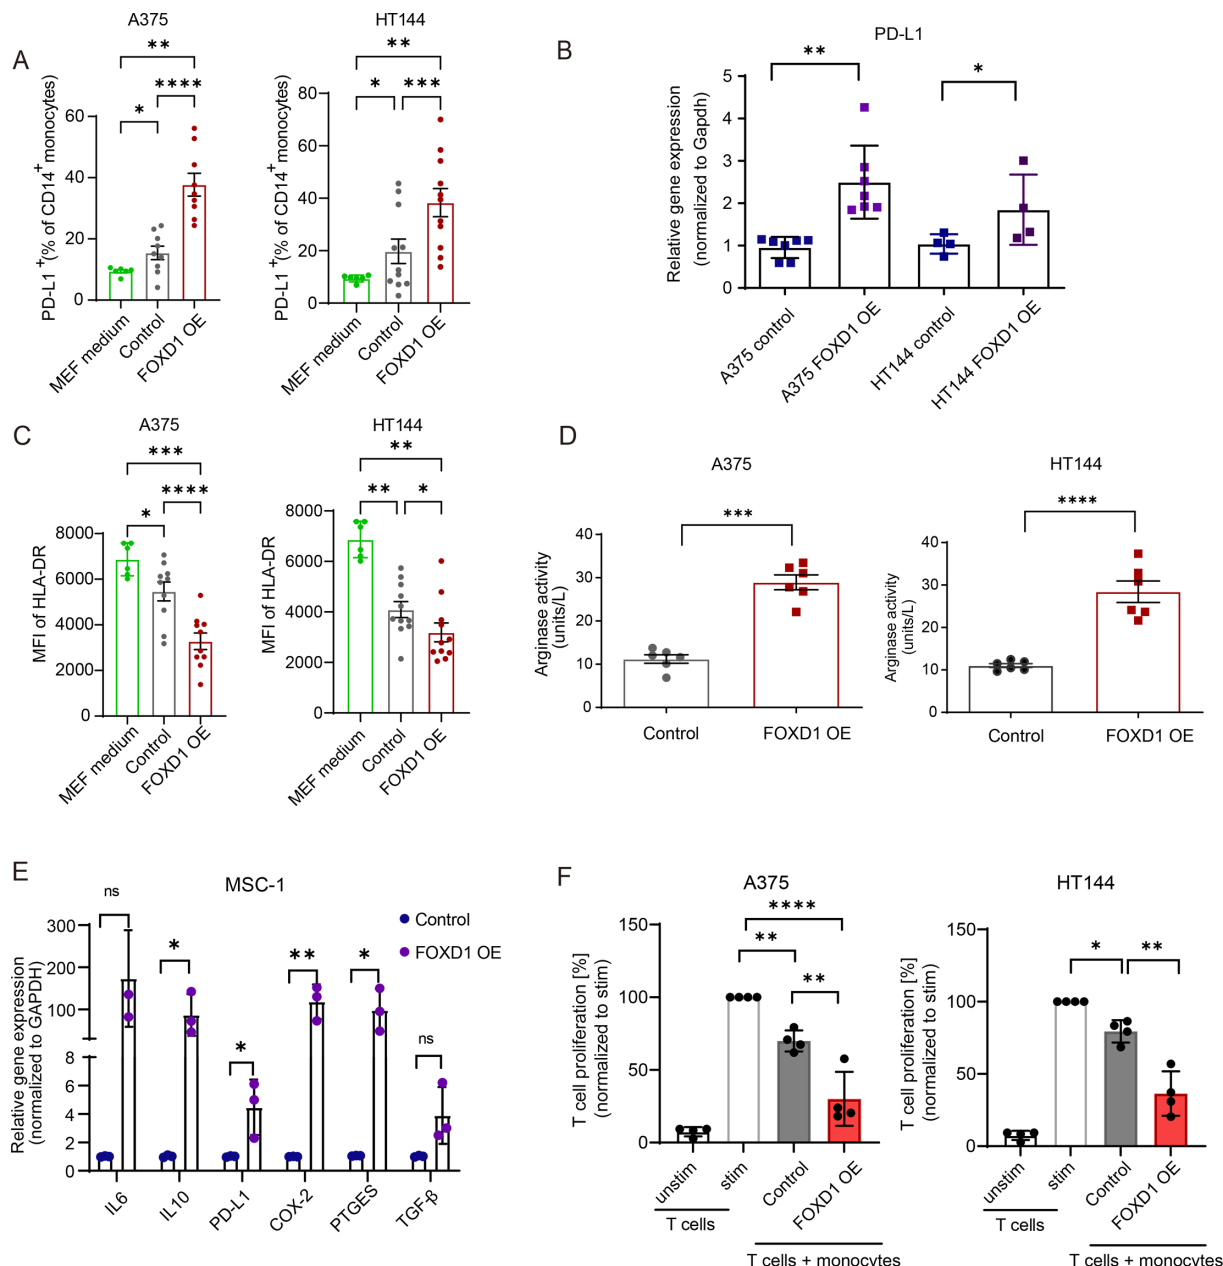 A
A375
HT144
**
**
****
*
*
***
PD-L1 +(% of CD14+ monocytes)
60
40
20
0
MEF medium
Control
FOXD1 OE
PD-L1 +(% of CD14+ monocytes)
80
60
40
20
0
MEF medium
Control
FOXD1 OE
B
PD-L1
**
*
Relative gene expression
(normalized to Gapdh)
5
4
3
2
1
0
A375 control
A375 FOXD1 OE
HT144 control
HT144 FOXD1 OE
C
A375
***
****
*
MFI of HLA-DR
8000
6000
4000
2000
0
MEF medium
Control
FOXD1 OE
HT144
**
**
*
MFI of HLA-DR
8000
6000
4000
2000
0
MEF medium
Control
FOXD1 OE
D
A375
***
Arginase activity
(units/L)
40
30
20
10
0
Control
FOXD1 OE
HT144
****
Arginase activity
(units/L)
40
30
20
10
0
Control
FOXD1 OE
E
MSC-1
Control
FOXD1 OE
ns
*
*
**
*
ns
Relative gene expression
(normalized to GAPDH)
300
200
100
8
6
4
2
0
IL6
IL10
PD-L1
COX-2
PTGES
TGF-β
F
A375
****
**
**
T cell proliferation [%]
(normalized to stim)
150
100
50
0
unstim
stim
Control
FOXD1 OE
T cells
T cells + monocytes
HT144
*
**
T cell proliferation [%]
(normalized to stim)
150
100
50
0
unstim
stim
Control
FOXD1 OE
T cells
T cells + monocytes